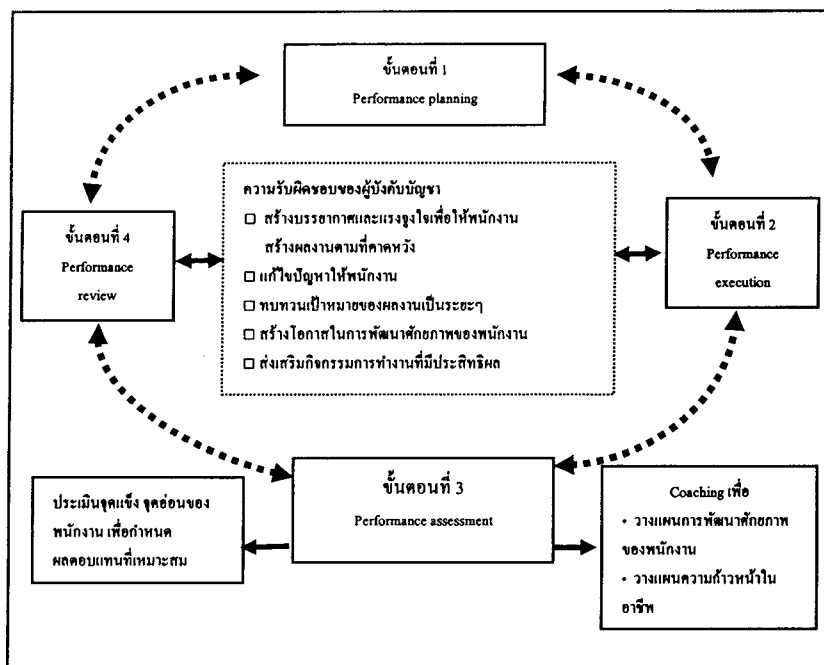 ขั้นตอนที่ 1
Performance planning
ความรับผิดชอบของผู้บังคับบัญชา
☐ สร้างบรรยากาศและแรงจูงใจเพื่อให้พนักงาน
สร้างผลงานตามที่คาดหวัง
☐ แก้ไขปัญหาให้พนักงาน
☐ ทบทวนเป้าหมายของผลงานเป็นระยะๆ
☐ สร้างโอกาสในการพัฒนาศักยภาพของพนักงาน
☐ ส่งเสริมกิจกรรมการทำงานที่มีประสิทธิผล
ขั้นตอนที่ 2
Performance
execution
ขั้นตอนที่ 4
Performance
review
ขั้นตอนที่ 3
Performance assessment
ประเมินจุดแข็ง จุดอ่อนของ
พนักงาน เพื่อกำหนด
ผลตอบแทนที่เหมาะสม
Coaching เพื่อ
• วางแผนการพัฒนาศักยภาพ
ของพนักงาน
• วางแผนความก้าวหน้าใน
อาชีพ